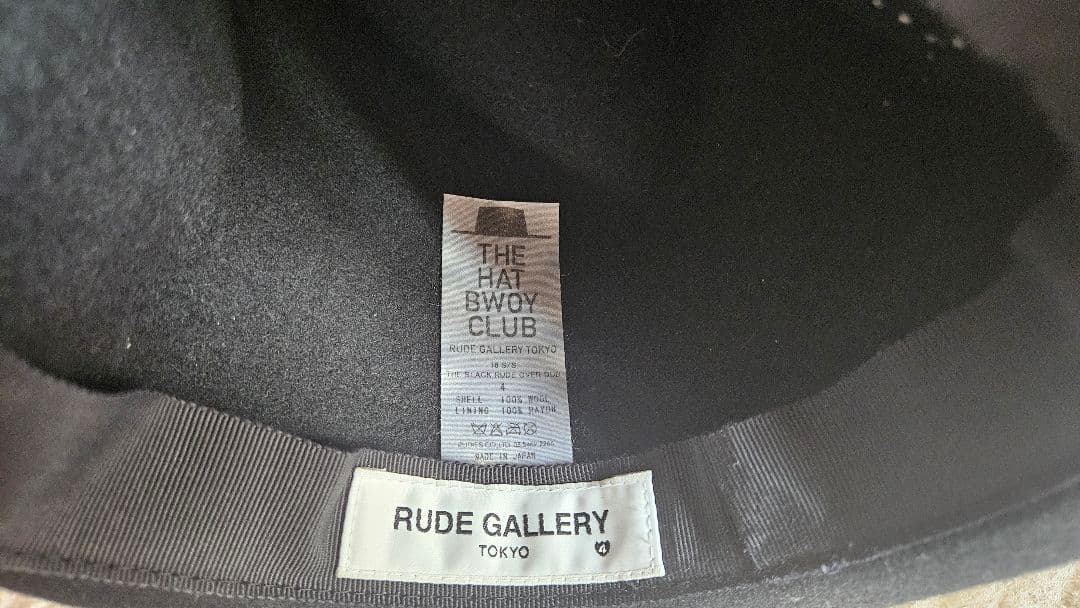 THE
HAT
BWOY
CLUB
RUDE GALLERY TOKYO
18 S/S
THE BLACK RUDE OVER DUB
4
SHELL 100% WOOL
LINING 100% RAYON
MADE IN JAPAN
RUDE GALLERY
TOKYO 4